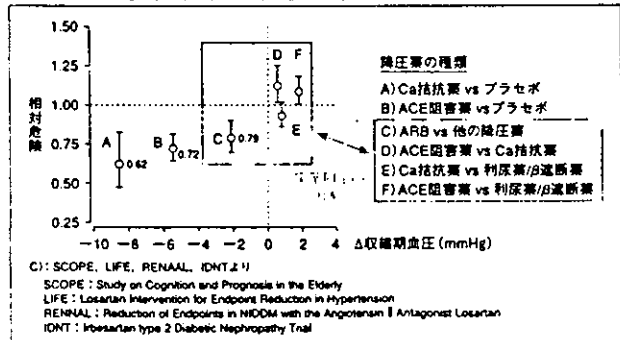 1.50
1.25
1.00
0.75
0.50
0.25
相対危険
A
0.62
B
0.72
C
0.79
D
F
E
−10
−8
−6
−4
−2
0
2
4
Δ収縮期血圧(mmHg)
降圧薬の種類
A)Ca拮抗薬 vs プラセボ
B)ACE阻害薬 vs プラセボ
C)ARB vs 他の降圧薬
D)ACE阻害薬 vs Ca拮抗薬
E)Ca拮抗薬 vs 利尿薬/β遮断薬
F)ACE阻害薬 vs 利尿薬/β遮断薬
C):SCOPE, LIFE, RENAAL, IDNTより
SCOPE:Study on Cognition and Prognosis in the Elderly
LIFE:Losartan Intervention for Endpoint Reduction in Hypertension
RENNAL:Reduction of Endpoints in NIDDM with the Angiotensin Ⅱ Antagonist Losartan
IDNT:Irbesartan type 2 Diabetic Nephropathy Trial